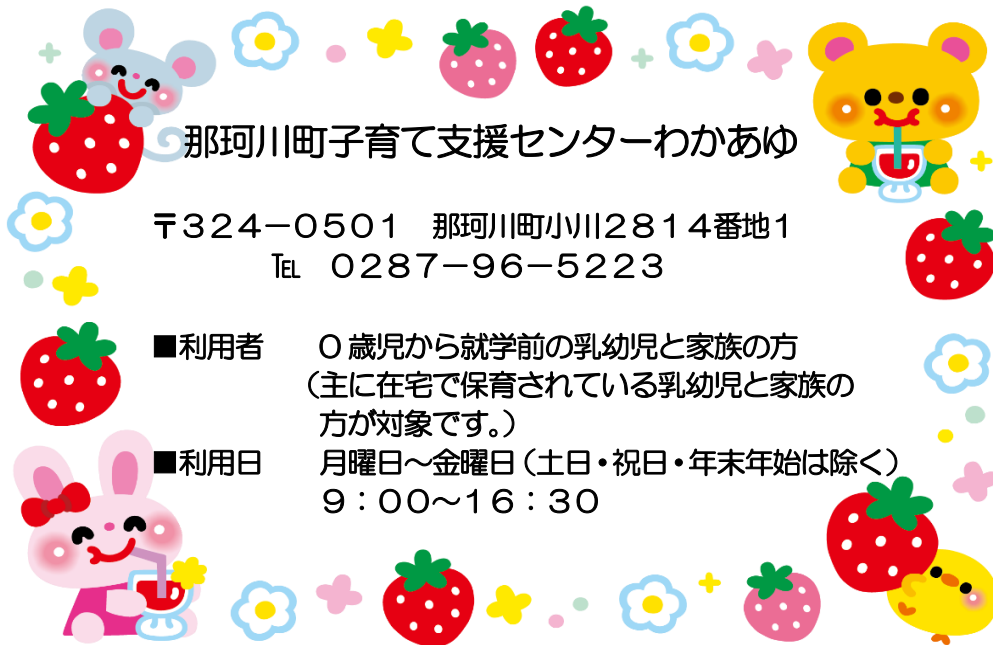 那珂川町子育て支援センターわかあゆ
〒３２４－０５０１　那珂川町小川２８１４番地１
℡　０２８７－９６－５２２３
■利用者　　０歳児から就学前の乳幼児と家族の方
（主に在宅で保育されている乳幼児と家族の
方が対象です。）
■利用日　　月曜日～金曜日（土日・祝日・年末年始は除く）
９：００～１６：３０